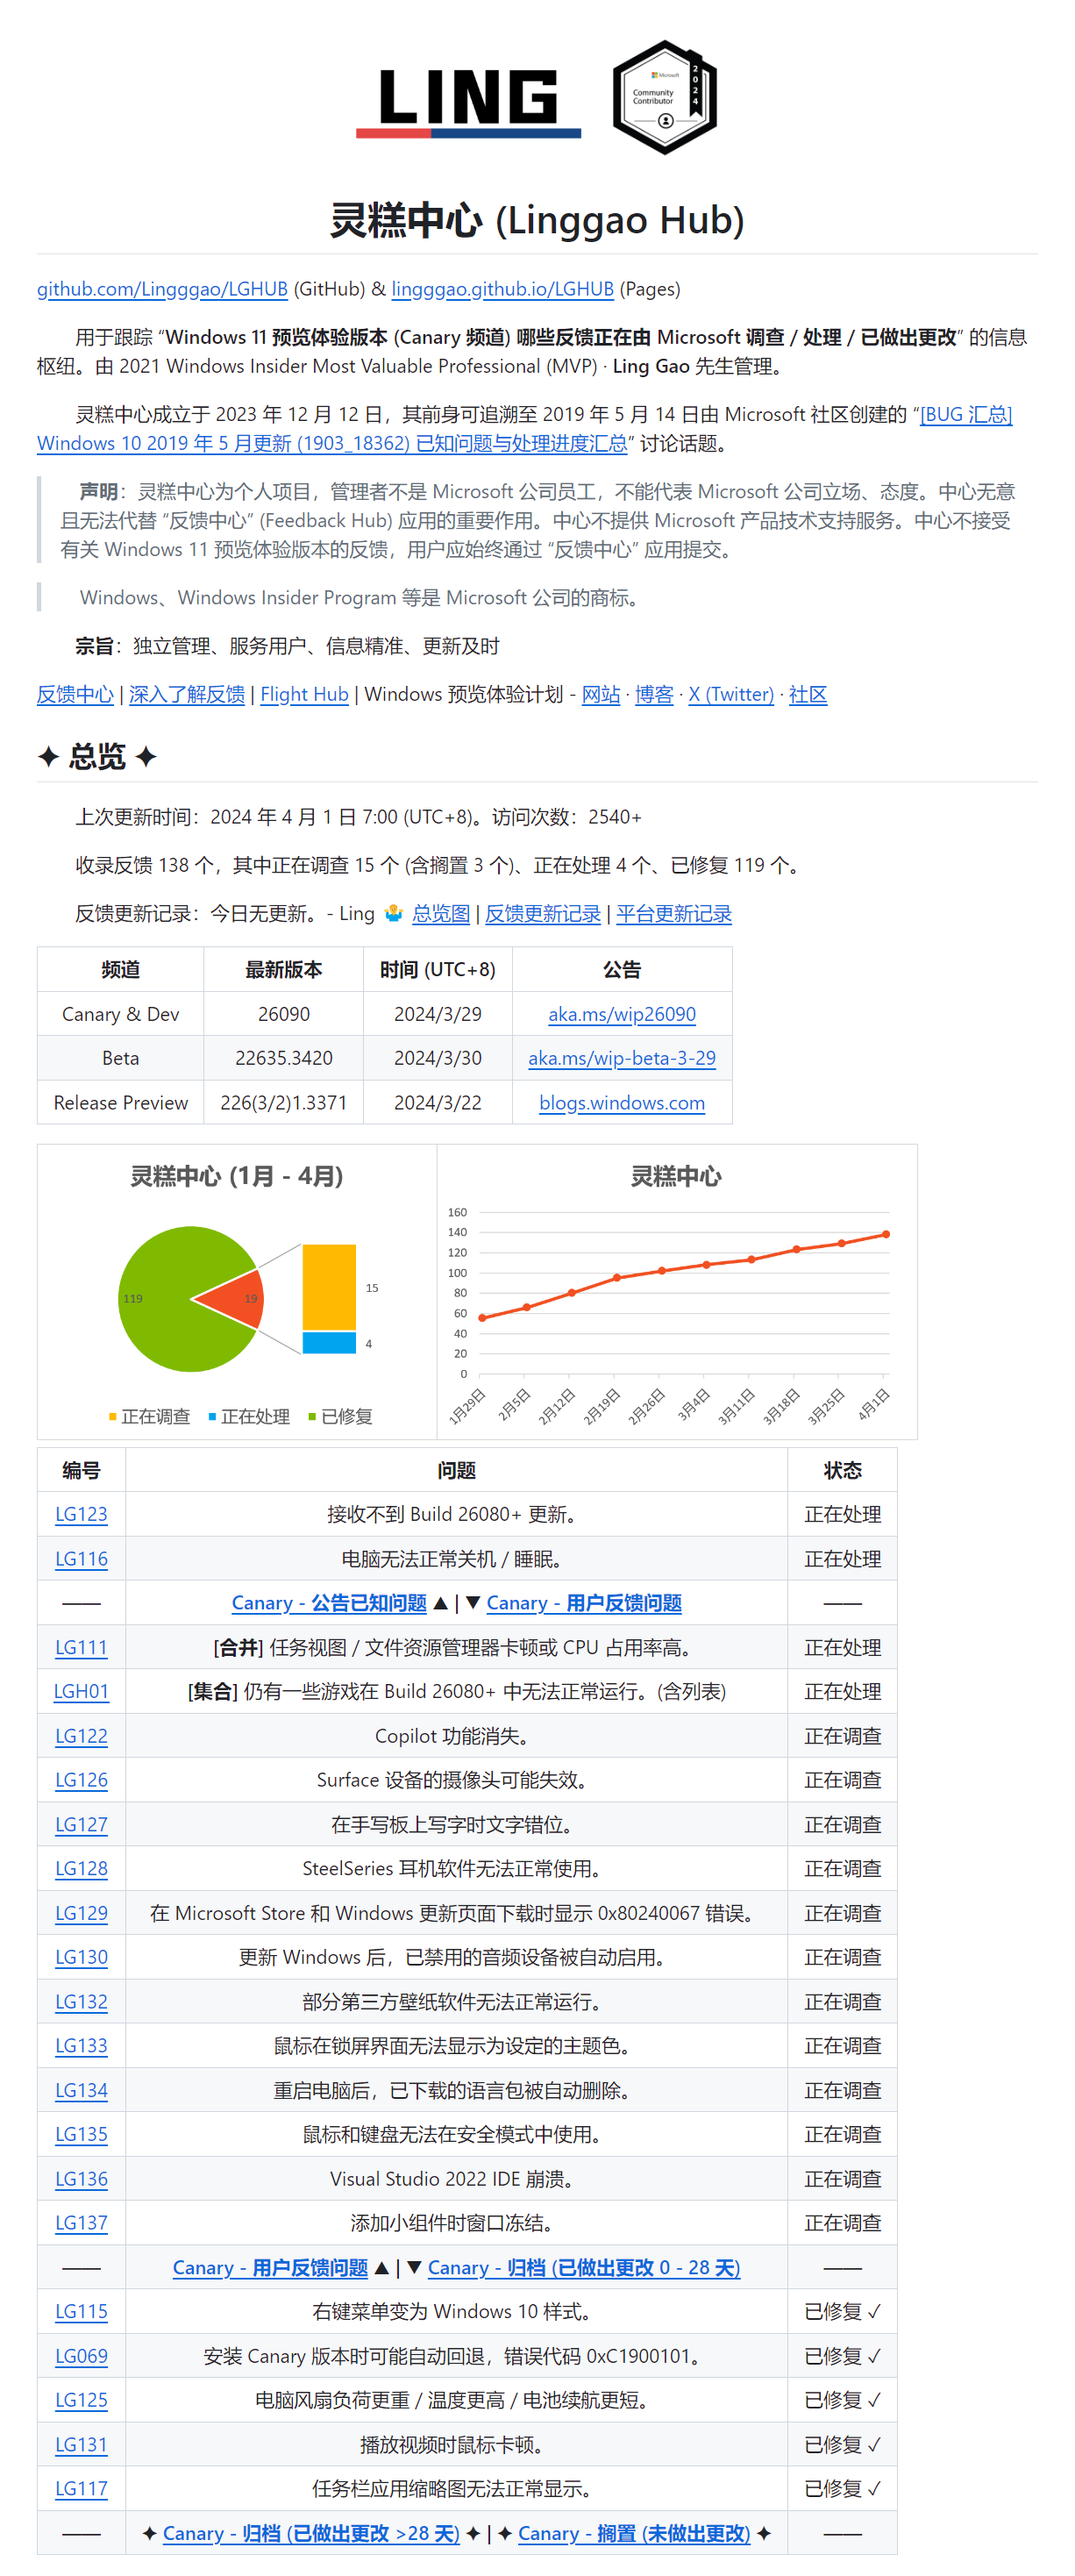 LING
Microsoft
Community
Contributor
2024
灵糕中心 (Linggao Hub)
github.com/Lingggao/LGHUB (GitHub) & lingggao.github.io/LGHUB (Pages)
用于跟踪 “Windows 11 预览体验版本 (Canary 频道) 哪些反馈正在由 Microsoft 调查 / 处理 / 已做出更改” 的信息
枢纽。由 2021 Windows Insider Most Valuable Professional (MVP) · Ling Gao 先生管理。
灵糕中心成立于 2023 年 12 月 12 日，其前身可追溯至 2019 年 5 月 14 日由 Microsoft 社区创建的 “[BUG 汇总]
Windows 10 2019 年 5 月更新 (1903_18362) 已知问题与处理进度汇总” 讨论话题。
声明：灵糕中心为个人项目，管理者不是 Microsoft 公司员工，不能代表 Microsoft 公司立场、态度。中心无意
且无法代替 “反馈中心” (Feedback Hub) 应用的重要作用。中心不提供 Microsoft 产品技术支持服务。中心不接受
有关 Windows 11 预览体验版本的反馈，用户应始终通过 “反馈中心” 应用提交。
Windows、Windows Insider Program 等是 Microsoft 公司的商标。
宗旨：独立管理、服务用户、信息精准、更新及时
反馈中心 | 深入了解反馈 | Flight Hub | Windows 预览体验计划 - 网站 · 博客 · X (Twitter) · 社区
✦ 总览 ✦
上次更新时间：2024 年 4 月 1 日 7:00 (UTC+8)。访问次数：2540+
收录反馈 138 个，其中正在调查 15 个 (含搁置 3 个)、正在处理 4 个、已修复 119 个。
反馈更新记录：今日无更新。- Ling 🤷 总览图 | 反馈更新记录 | 平台更新记录
频道 最新版本 时间 (UTC+8) 公告
Canary & Dev 26090 2024/3/29 aka.ms/wip26090
Beta 22635.3420 2024/3/30 aka.ms/wip-beta-3-29
Release Preview 226(3/2)1.3371 2024/3/22 blogs.windows.com
灵糕中心 (1月 - 4月)
119
19
15
4
正在调查 正在处理 已修复
灵糕中心
160
140
120
100
80
60
40
20
0
1月29日 2月5日 2月12日 2月19日 2月26日 3月4日 3月11日 3月18日 3月25日 4月1日
编号 问题 状态
LG123 接收不到 Build 26080+ 更新。 正在处理
LG116 电脑无法正常关机 / 睡眠。 正在处理
—— Canary - 公告已知问题 ▲ | ▼ Canary - 用户反馈问题 ——
LG111 [合并] 任务视图 / 文件资源管理器卡顿或 CPU 占用率高。 正在处理
LGH01 [集合] 仍有一些游戏在 Build 26080+ 中无法正常运行。(含列表) 正在处理
LG122 Copilot 功能消失。 正在调查
LG126 Surface 设备的摄像头可能失效。 正在调查
LG127 在手写板上写字时文字错位。 正在调查
LG128 SteelSeries 耳机软件无法正常使用。 正在调查
LG129 在 Microsoft Store 和 Windows 更新页面下载时显示 0x80240067 错误。 正在调查
LG130 更新 Windows 后，已禁用的音频设备被自动启用。 正在调查
LG132 部分第三方壁纸软件无法正常运行。 正在调查
LG133 鼠标在锁屏界面无法显示为设定的主题色。 正在调查
LG134 重启电脑后，已下载的语言包被自动删除。 正在调查
LG135 鼠标和键盘无法在安全模式中使用。 正在调查
LG136 Visual Studio 2022 IDE 崩溃。 正在调查
LG137 添加小组件时窗口冻结。 正在调查
—— Canary - 用户反馈问题 ▲ | ▼ Canary - 归档 (已做出更改 0 - 28 天) ——
LG115 右键菜单变为 Windows 10 样式。 已修复 ✓
LG069 安装 Canary 版本时可能自动回退，错误代码 0xC1900101。 已修复 ✓
LG125 电脑风扇负荷更重 / 温度更高 / 电池续航更短。 已修复 ✓
LG131 播放视频时鼠标卡顿。 已修复 ✓
LG117 任务栏应用缩略图无法正常显示。 已修复 ✓
—— ✦ Canary - 归档 (已做出更改 >28 天) ✦ | ✦ Canary - 搁置 (未做出更改) ✦ ——